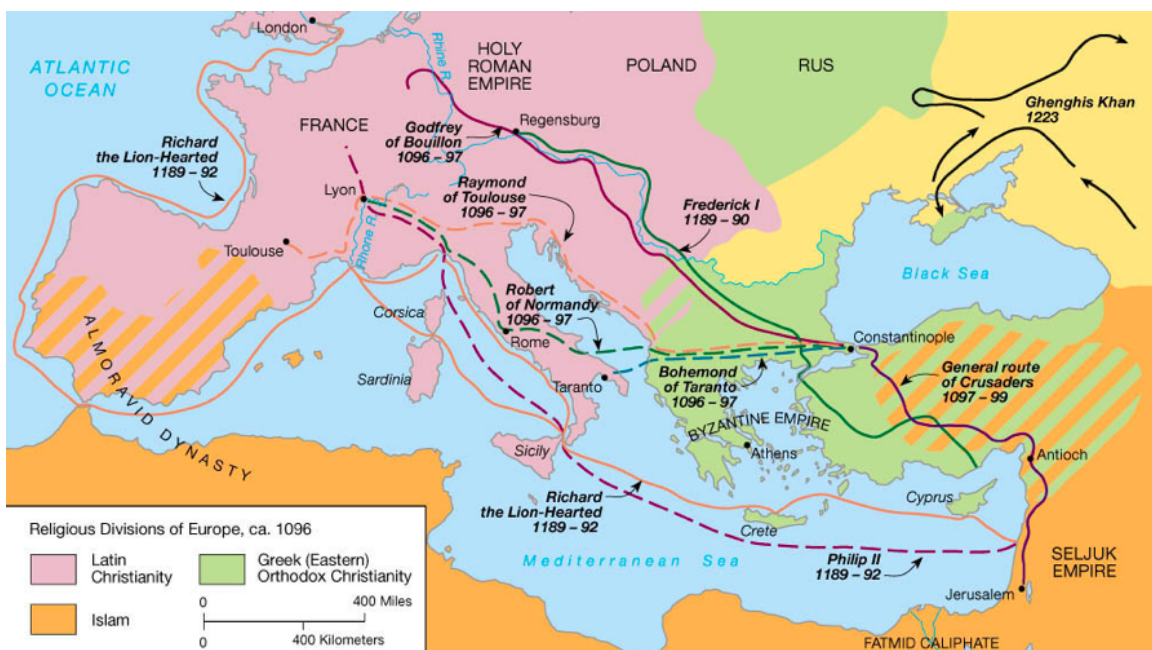 London
ATLANTIC
OCEAN
Rhine R.
HOLY
ROMAN
EMPIRE
POLAND
RUS
Ghenghis Khan
1223
FRANCE
Godfrey
of Bouillon
1096 – 97
Regensburg
Richard
the Lion-Hearted
1189 – 92
Lyon
Raymond
of Toulouse
1096 – 97
Frederick I
1189 – 90
Toulouse
Rhone R.
Black Sea
Corsica
Robert
of Normandy
1096 – 97
Rome
Constantinople
ALMORAVID DYNASTY
Sardinia
Taranto
Bohemond
of Taranto
1096 – 97
General route
of Crusaders
1097 – 99
BYZANTINE EMPIRE
Athens
Sicily
Antioch
Richard
the Lion-Hearted
1189 – 92
Crete
Cyprus
Mediterranean Sea
Philip II
1189 – 92
SELJUK
EMPIRE
Jerusalem
FATMID CALIPHATE
Religious Divisions of Europe, ca. 1096
Latin
Christianity
Greek (Eastern)
Orthodox Christianity
Islam
0 400 Miles
0 400 Kilometers